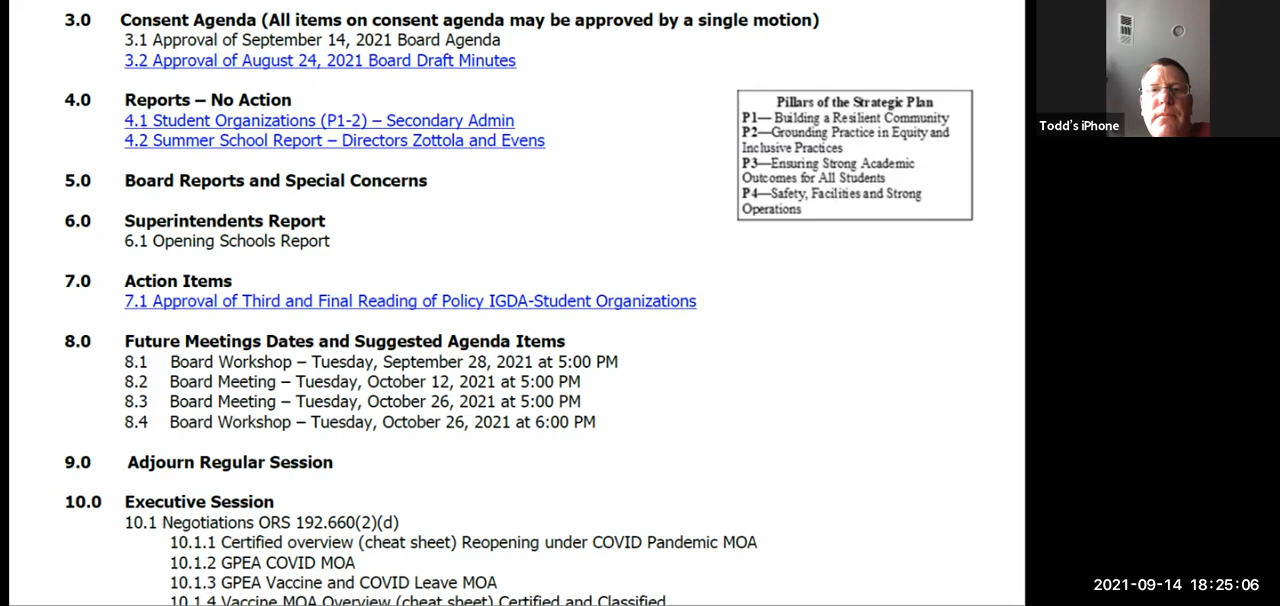 3.0 Consent Agenda (All items on consent agenda may be approved by a single motion)
3.1 Approval of September 14, 2021 Board Agenda
3.2 Approval of August 24, 2021 Board Draft Minutes
4.0 Reports – No Action
4.1 Student Organizations (P1-2) – Secondary Admin
4.2 Summer School Report – Directors Zottola and Evens
Pillars of the Strategic Plan
P1—Building a Resilient Community
P2—Grounding Practice in Equity and
Inclusive Practices
P3—Ensuring Strong Academic
Outcomes for All Students
P4—Safety, Facilities and Strong
Operations
5.0 Board Reports and Special Concerns
6.0 Superintendents Report
6.1 Opening Schools Report
7.0 Action Items
7.1 Approval of Third and Final Reading of Policy IGDA-Student Organizations
8.0 Future Meetings Dates and Suggested Agenda Items
8.1 Board Workshop – Tuesday, September 28, 2021 at 5:00 PM
8.2 Board Meeting – Tuesday, October 12, 2021 at 5:00 PM
8.3 Board Meeting – Tuesday, October 26, 2021 at 5:00 PM
8.4 Board Workshop – Tuesday, October 26, 2021 at 6:00 PM
9.0 Adjourn Regular Session
10.0 Executive Session
10.1 Negotiations ORS 192.660(2)(d)
10.1.1 Certified overview (cheat sheet) Reopening under COVID Pandemic MOA
10.1.2 GPEA COVID MOA
10.1.3 GPEA Vaccine and COVID Leave MOA
10.1.4 Vaccine MOA Overview (cheat sheet) Certified and Classified
Todd's iPhone
2021-09-14 18:25:06